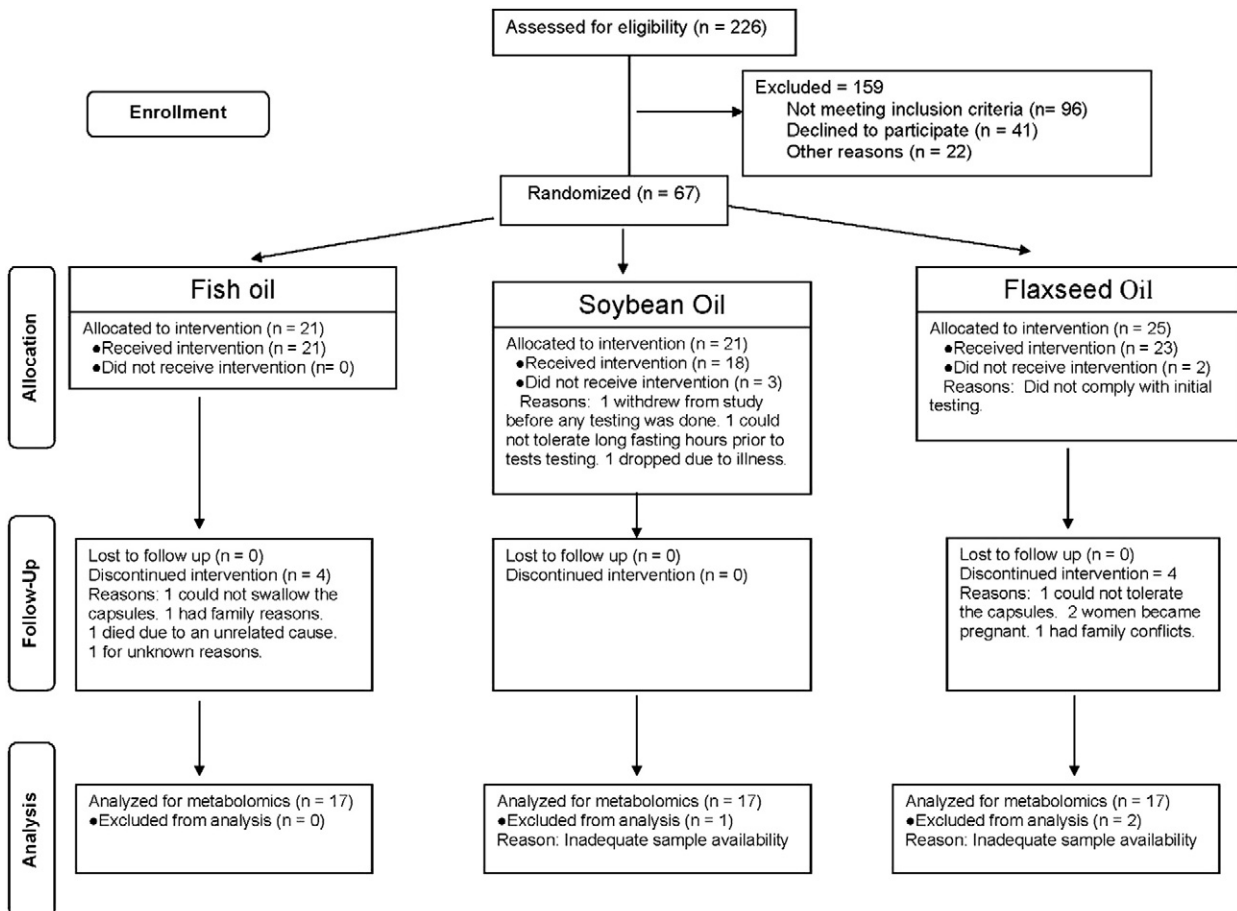 Assessed for eligibility (n = 226)
Enrollment
Excluded = 159
Not meeting inclusion criteria (n= 96)
Declined to participate (n = 41)
Other reasons (n = 22)
Randomized (n = 67)
Allocation
Fish oil
Allocated to intervention (n = 21)
●Received intervention (n = 21)
●Did not receive intervention (n= 0)
Soybean Oil
Allocated to intervention (n = 21)
●Received intervention (n = 18)
●Did not receive intervention (n = 3)
Reasons: 1 withdrew from study
before any testing was done. 1 could
not tolerate long fasting hours prior to
tests testing. 1 dropped due to illness.
Flaxseed Oil
Allocated to intervention (n = 25)
●Received intervention (n = 23)
●Did not receive intervention (n = 2)
Reasons: Did not comply with initial
testing.
Follow-Up
Lost to follow up (n = 0)
Discontinued intervention (n = 4)
Reasons: 1 could not swallow the
capsules. 1 had family reasons.
1 died due to an unrelated cause.
1 for unknown reasons.
Lost to follow up (n = 0)
Discontinued intervention (n = 0)
Lost to follow up (n = 0)
Discontinued intervention = 4
Reasons: 1 could not tolerate
the capsules. 2 women became
pregnant. 1 had family conflicts.
Analysis
Analyzed for metabolomics (n = 17)
●Excluded from analysis (n = 0)
Analyzed for metabolomics (n = 17)
●Excluded from analysis (n = 1)
Reason: Inadequate sample availability
Analyzed for metabolomics (n = 17)
●Excluded from analysis (n = 2)
Reason: Inadequate sample availability